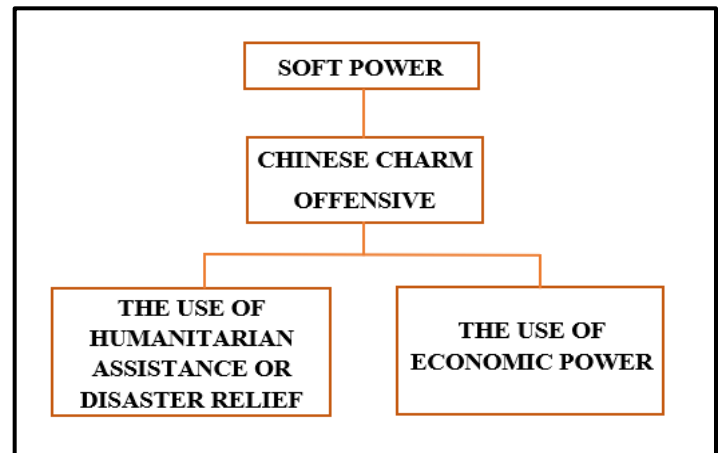 SOFT POWER
CHINESE CHARM
OFFENSIVE
THE USE OF
HUMANITARIAN
ASSISTANCE OR
DISASTER RELIEF
THE USE OF
ECONOMIC POWER